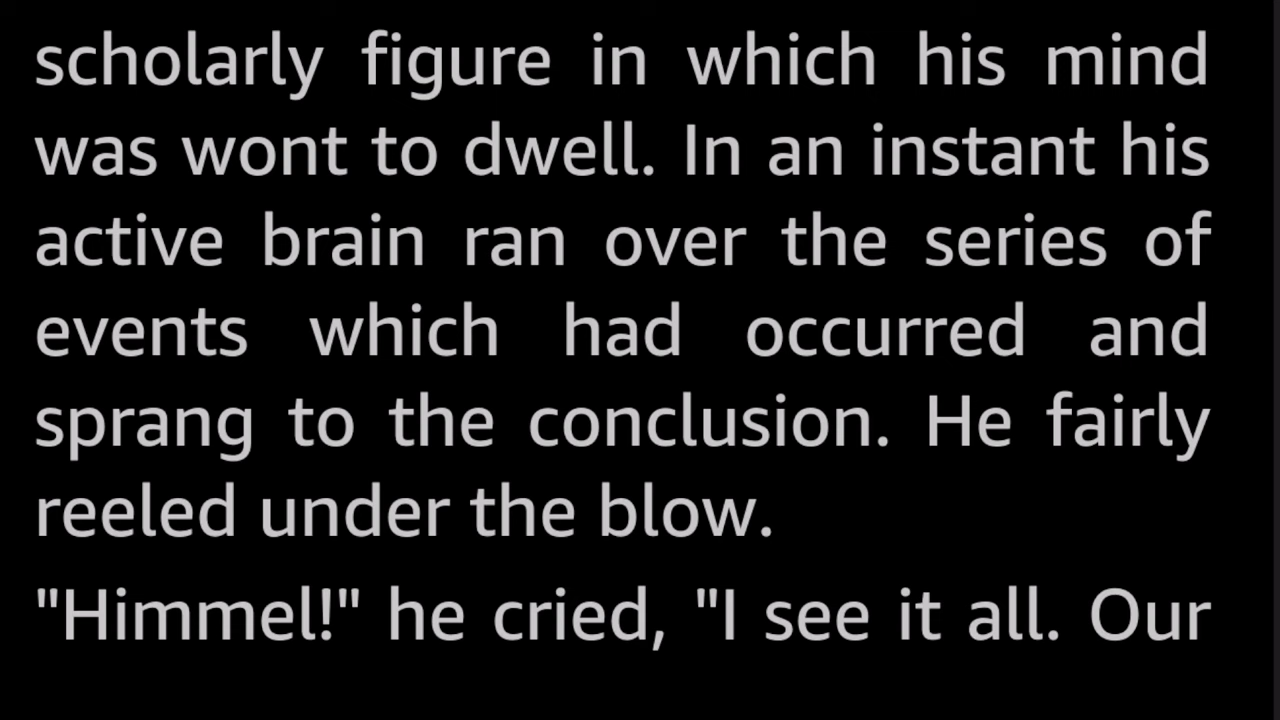 scholarly figure in which his mind
was wont to dwell. In an instant his
active brain ran over the series of
events which had occurred and
sprang to the conclusion. He fairly
reeled under the blow.
"Himmel!" he cried, "I see it all. Our